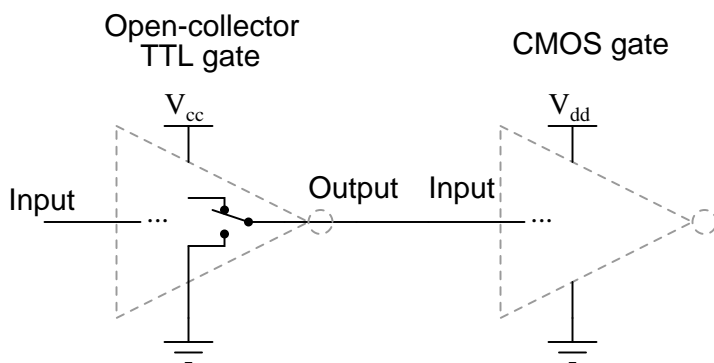 Open-collector
TTL gate
CMOS gate
Vcc
Vdd
Input
...
Output
Input
...